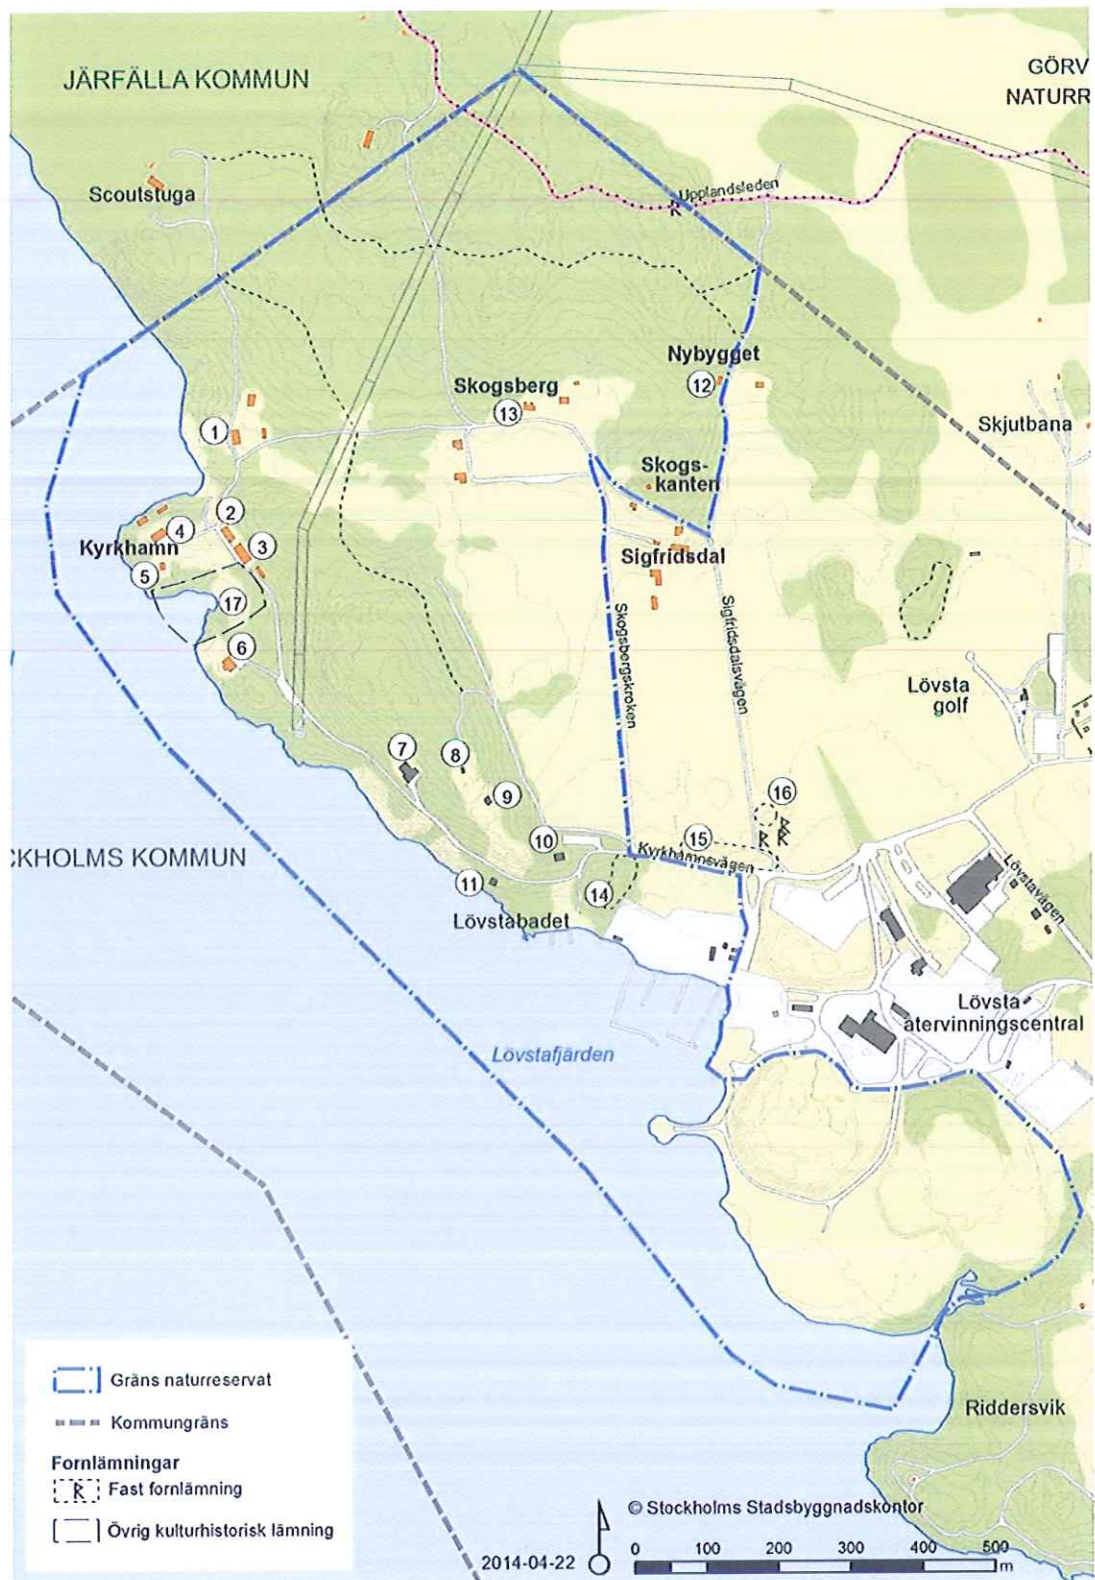 JÄRFÄLLA KOMMUN
GÖRV
NATURR
Scoutstuga
Upplandsleden
Nybygget
12
Skogsberg
13
Skjutbana
1
Skogs-
kanten
2
4
3
Kyrkhamn
Sigfridsdal
5
17
6
Skogsbergskroken
Sigfridsdalsvägen
Lövsta
golf
7
8
9
16
10
15
Kyrkhamnsvägen
CKHOLMS KOMMUN
11
14
Lövstavägen
Lövstabadet
Lövsta
återvinningscentral
Lövstafjärden
Riddersvik
Gräns naturreservat
Kommungräns
Fornlämningar
R Fast fornlämning
Övrig kulturhistorisk lämning
© Stockholms Stadsbyggnadskontor
2014-04-22
0 100 200 300 400 500
m